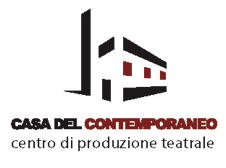 CASA DEL CONTEMPORANEO
centro di produzione teatrale